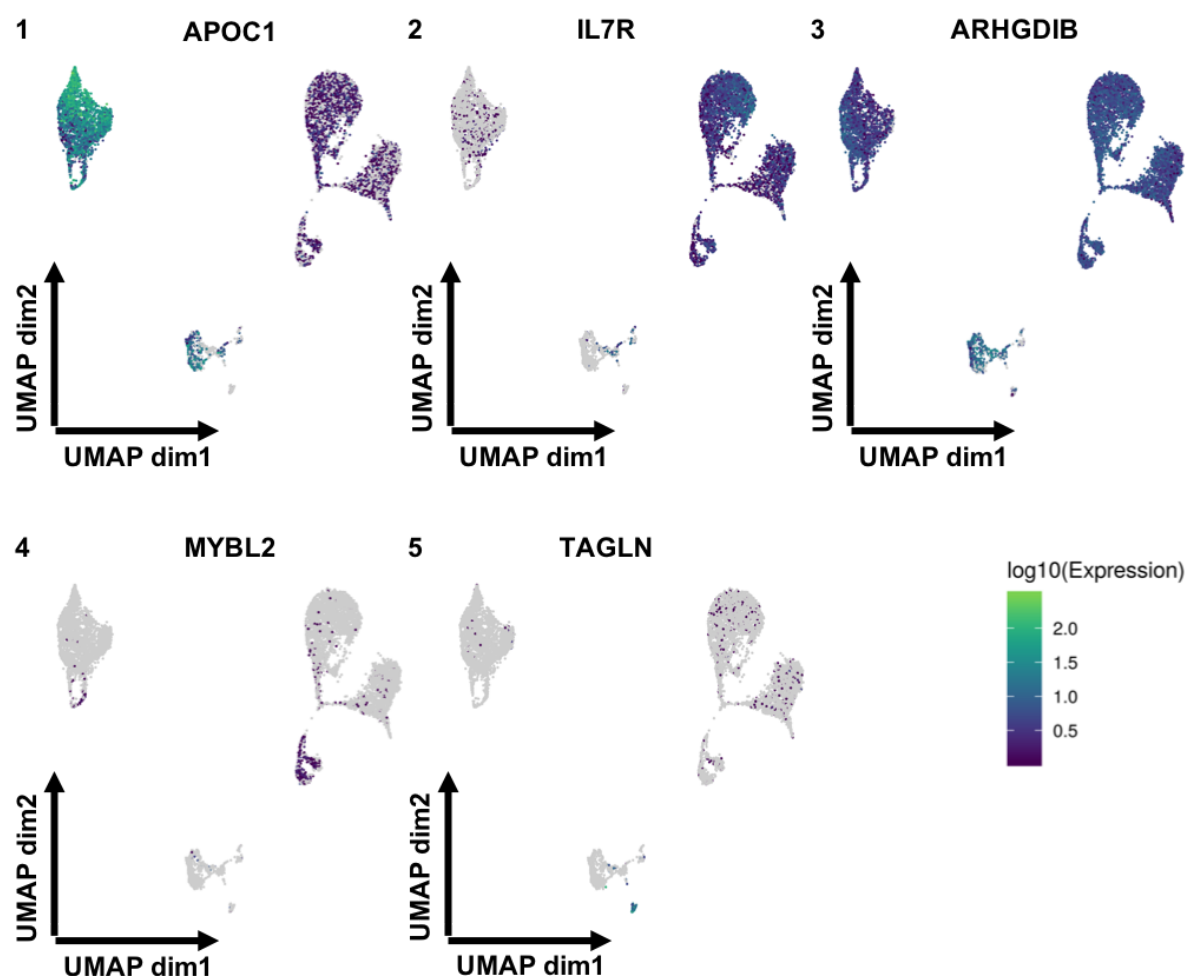 1 APOC1 2 IL7R 3 ARHGDIB
UMAP dim2 UMAP dim2 UMAP dim2
UMAP dim1 UMAP dim1 UMAP dim1
4 MYBL2 5 TAGLN
log10(Expression)
2.0
1.5
1.0
0.5
UMAP dim2 UMAP dim2
UMAP dim1 UMAP dim1